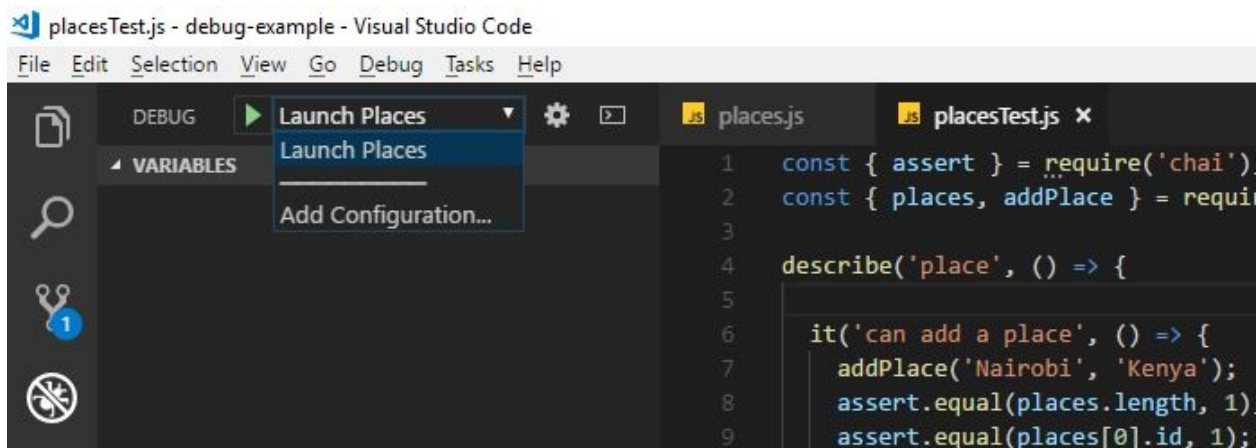 placesTest.js - debug-example - Visual Studio Code
File Edit Selection View Go Debug Tasks Help
DEBUG Launch Places
Launch Places
Add Configuration...
VARIABLES
1
JS places.js JS placesTest.js ×
1 const { assert } = require('chai')
2 const { places, addPlace } =
3
4 describe('place', () => {
5
6 it('can add a place', () => {
7 addPlace('Nairobi', 'Kenya');
8 assert.equal(places.length, 1)
9 assert.equal(places[0].id, 1);